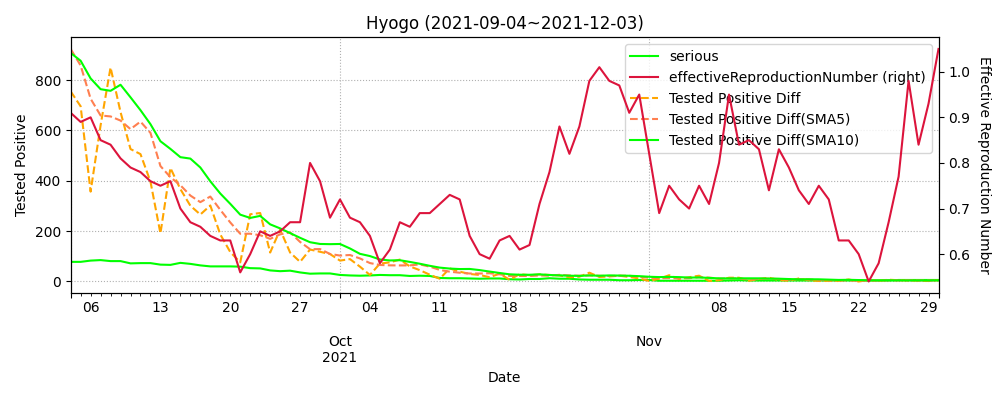 Hyogo (2021-09-04~2021-12-03)
serious
effectiveReproductionNumber (right)
Tested Positive Diff
Tested Positive Diff(SMA5)
Tested Positive Diff(SMA10)
Tested Positive
800
600
400
200
0
Effective Reproduction Number
1.0
0.9
0.8
0.7
0.6
06 13 20 27 04 11 18 25 08 15 22 29
Oct Nov
2021
Date